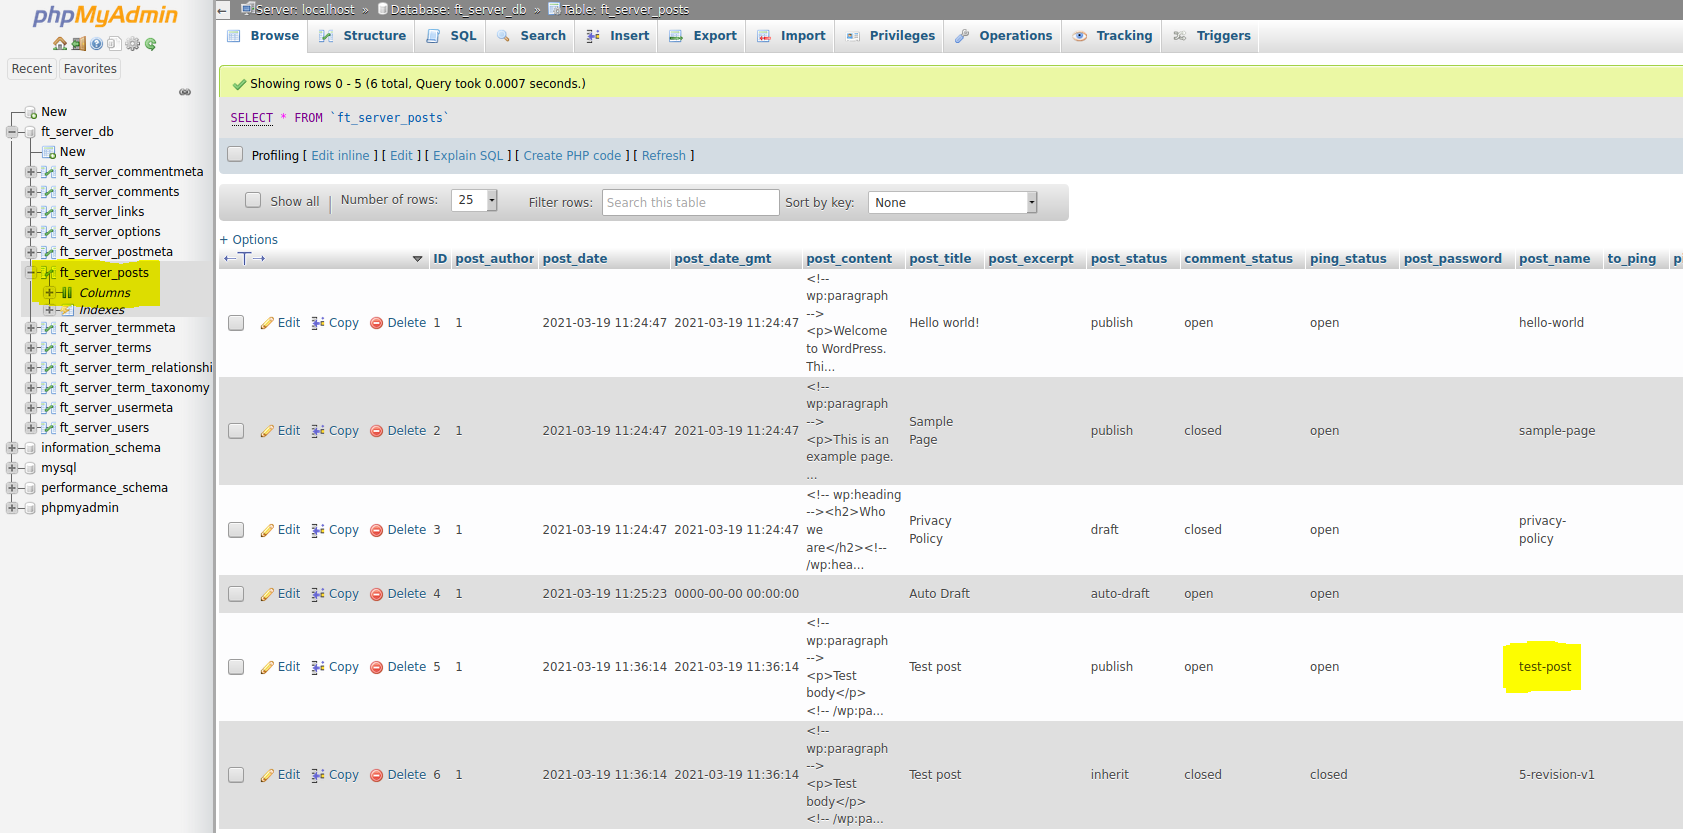 phpMyAdmin
Recent Favorites
New
ft_server_db
New
ft_server_commentmeta
ft_server_comments
ft_server_links
ft_server_options
ft_server_postmeta
ft_server_posts
Columns
Indexes
ft_server_termmeta
ft_server_terms
ft_server_term_relationshi
ft_server_term_taxonomy
ft_server_usermeta
ft_server_users
information_schema
mysql
performance_schema
phpmyadmin
Server: localhost » Database: ft_server_db » Table: ft_server_posts
Browse Structure SQL Search Insert Export Import Privileges Operations Tracking Triggers
Showing rows 0 - 5 (6 total, Query took 0.0007 seconds.)
SELECT * FROM `ft_server_posts`
Profiling [ Edit inline ] [ Edit ] [ Explain SQL ] [ Create PHP code ] [ Refresh ]
Show all | Number of rows: 25 Filter rows: Search this table Sort by key: None
+ Options
←T→ ▼ ID post_author post_date post_date_gmt post_content post_title post_excerpt post_status comment_status ping_status post_password post_name to_ping
<!--
wp:paragraph
-->
Edit Copy Delete 1 1 2021-03-19 11:24:47 2021-03-19 11:24:47 <p>Welcome Hello world! publish open open hello-world
to WordPress.
Thi...
<!--
wp:paragraph
-->
Edit Copy Delete 2 1 2021-03-19 11:24:47 2021-03-19 11:24:47 <p>This is an Sample Page publish closed open sample-page
example page.
...
<!-- wp:heading
--><h2>Who
Edit Copy Delete 3 1 2021-03-19 11:24:47 2021-03-19 11:24:47 we Privacy Policy draft closed open privacy-policy
are</h2><!--
/wp:hea...
Edit Copy Delete 4 1 2021-03-19 11:25:23 0000-00-00 00:00:00 Auto Draft auto-draft open open
<!--
wp:paragraph
-->
Edit Copy Delete 5 1 2021-03-19 11:36:14 2021-03-19 11:36:14 <p>Test Test post publish open open test-post
body</p>
<!-- /wp:pa...
<!--
wp:paragraph
-->
Edit Copy Delete 6 1 2021-03-19 11:36:14 2021-03-19 11:36:14 <p>Test Test post inherit closed closed 5-revision-v1
body</p>
<!-- /wp:pa...